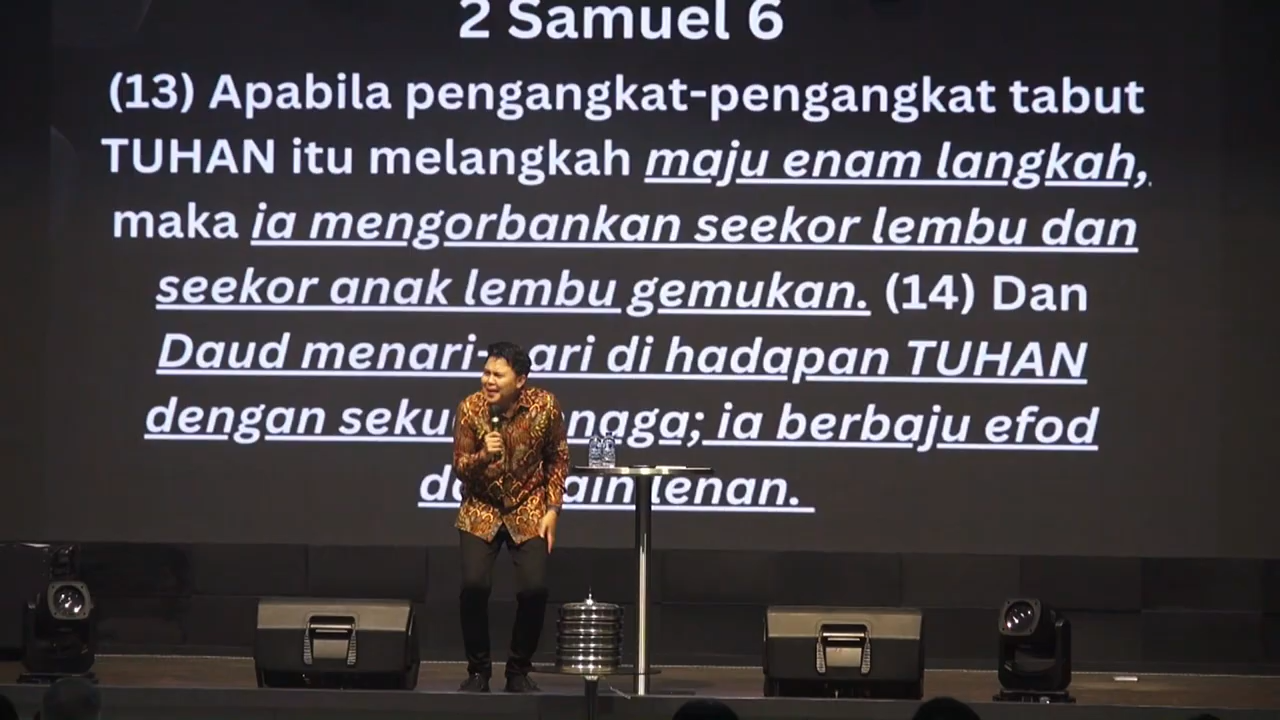 2 Samuel 6
(13) Apabila pengangkat-pengangkat tabut
TUHAN itu melangkah maju enam langkah,
maka ia mengorbankan seekor lembu dan
seekor anak lembu gemukan. (14) Dan
Daud menari- di hadapan TUHAN
dengan ia berbaju efod
lenan.